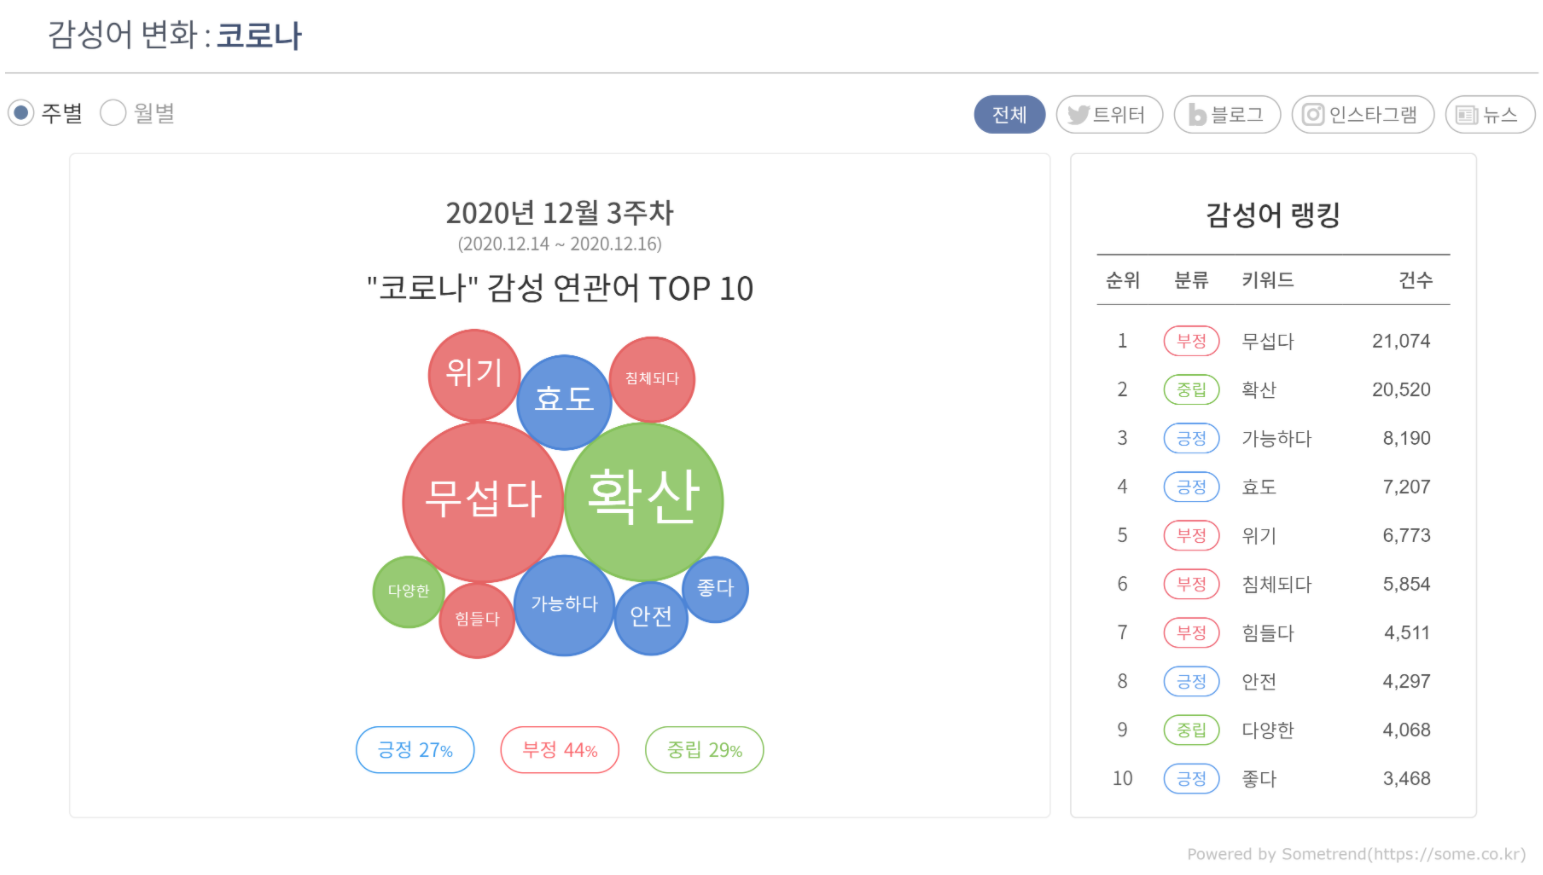 감성어 변화 : 코로나
주별 월별
전체 트위터 블로그 인스타그램 뉴스
2020년 12월 3주차
(2020.12.14 ~ 2020.12.16)
"코로나" 감성 연관어 TOP 10
위기
효도
침체되다
무섭다
확산
다양한
힘들다
가능하다
안전
좋다
긍정 27%
부정 44%
중립 29%
감성어 랭킹
순위 분류 키워드 건수
1 부정 무섭다 21,074
2 중립 확산 20,520
3 긍정 가능하다 8,190
4 긍정 효도 7,207
5 부정 위기 6,773
6 부정 침체되다 5,854
7 부정 힘들다 4,511
8 긍정 안전 4,297
9 중립 다양한 4,068
10 긍정 좋다 3,468
Powered by Sometrend(https://some.co.kr)